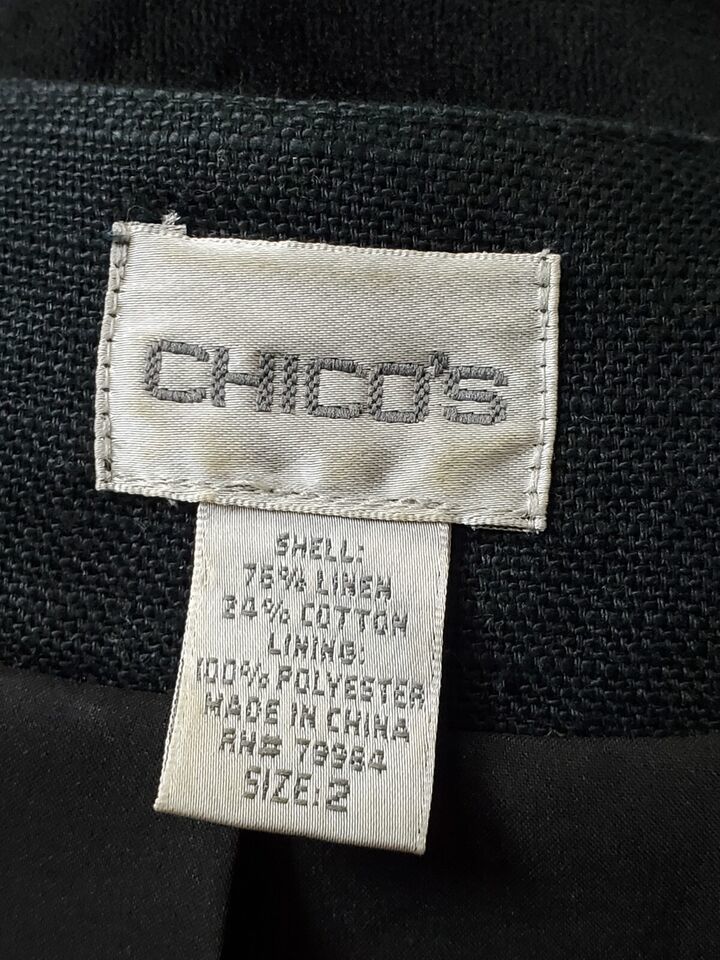 CHICO'S
SHELL:
76% LINEN
24% COTTON
LINING:
100% POLYESTER
MADE IN CHINA
RN# 79984
SIZE: 2